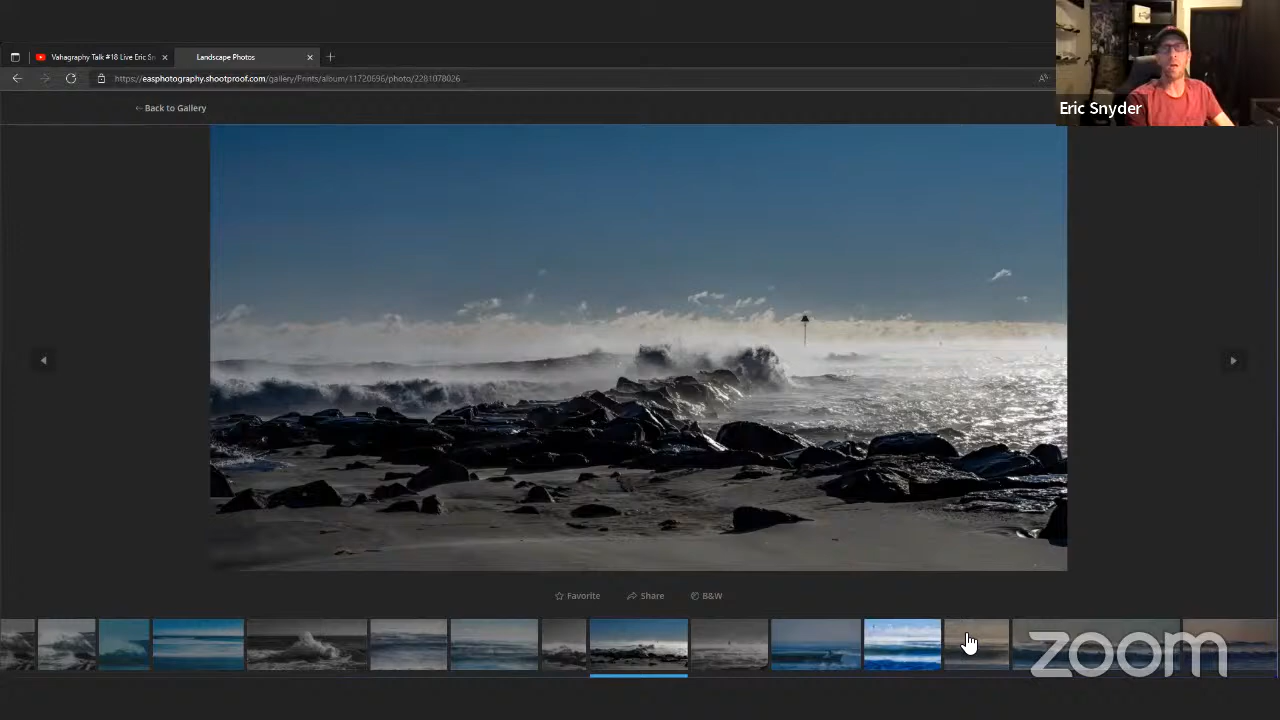 Vahagraphy Talk #18 Live Eric Sn
Landscape Photos
https://easphotography.shootproof.com/gallery/Prints/album/11720696/photo/2281078026
Eric Snyder
Back to Gallery
Favorite
Share
B&W
zoom